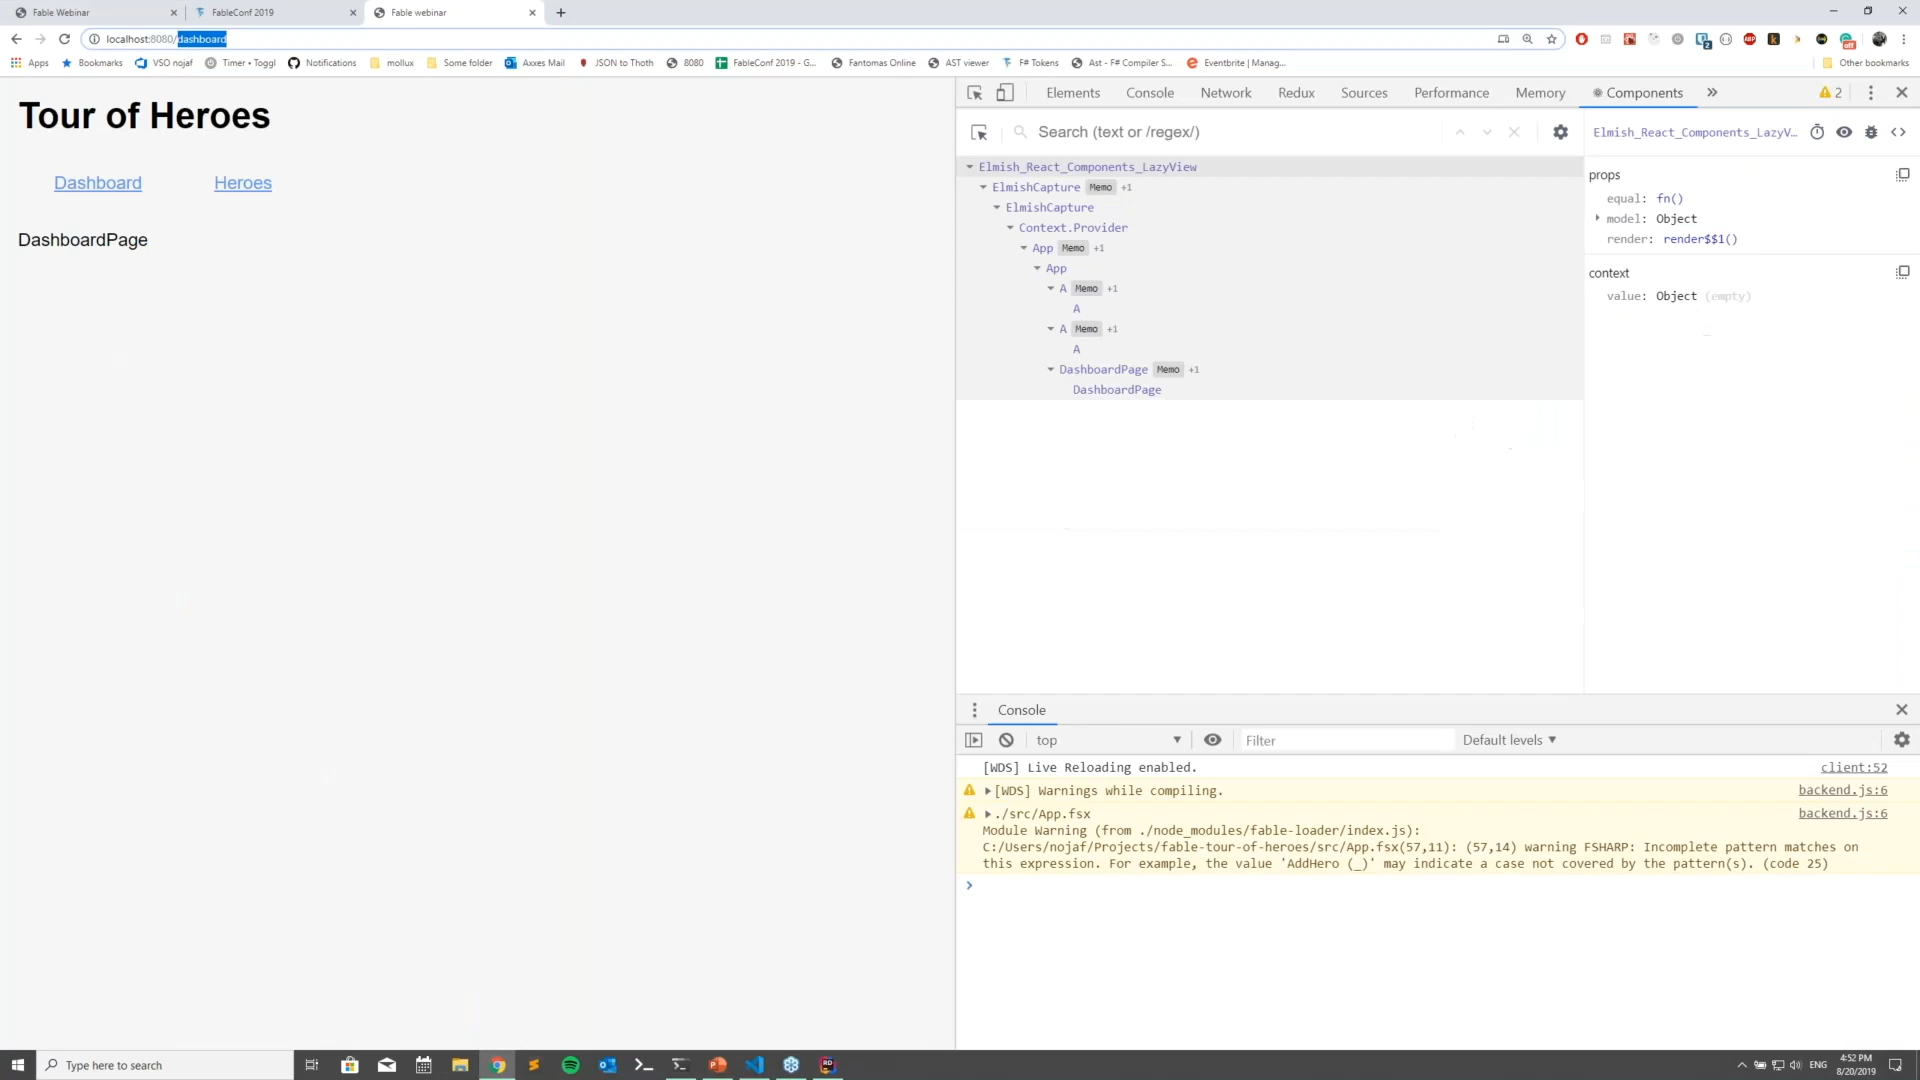 Fable Webinar
FableConf 2019
Fable webinar
localhost:8080/dashboard
Apps
Bookmarks
VSO nojaf
Timer • Toggl
Notifications
mollux
Some folder
Axxes Mail
JSON to Thoth
8080
FableConf 2019 - G...
Fantomas Online
AST viewer
F# Tokens
Ast - F# Compiler S...
Eventbrite | Manag...
Other bookmarks
Tour of Heroes
Dashboard
Heroes
DashboardPage
Elements
Console
Network
Redux
Sources
Performance
Memory
Components
2
Search (text or /regex/)
Elmish_React_Components_LazyV...
Elmish_React_Components_LazyView
ElmishCapture Memo +1
ElmishCapture
Context.Provider
App Memo +1
App
A Memo +1
A
A Memo +1
A
DashboardPage Memo +1
DashboardPage
props
equal: fn()
model: Object
render: render$$1()
context
value: Object (empty)
Console
top
Filter
Default levels
[WDS] Live Reloading enabled.
client:52
[WDS] Warnings while compiling.
backend.js:6
./src/App.fsx
backend.js:6
Module Warning (from ./node_modules/fable-loader/index.js):
C:/Users/nojaf/Projects/fable-tour-of-heroes/src/App.fsx(57,11): (57,14) warning FSHARP: Incomplete pattern matches on
this expression. For example, the value 'AddHero (_)' may indicate a case not covered by the pattern(s). (code 25)
Type here to search
ENG
4:52 PM
8/20/2019